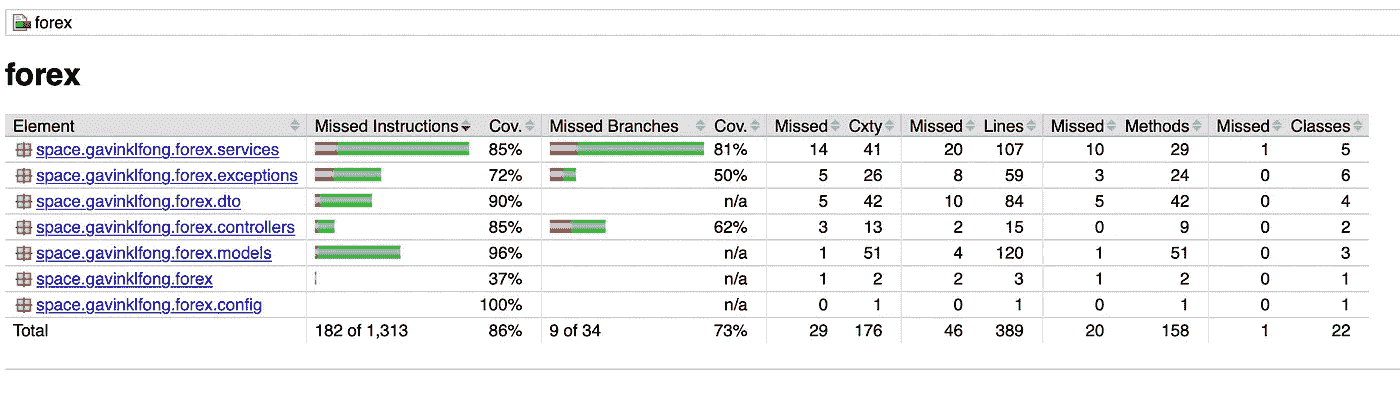 forex
forex
Element Missed Instructions Cov. Missed Branches Cov. Missed Cxty Missed Lines Missed Methods Missed Classes
space.gavinklfong.forex.services 85% 81% 14 41 20 107 10 29 1 5
space.gavinklfong.forex.exceptions 72% 50% 5 26 8 59 3 24 0 6
space.gavinklfong.forex.dto 90% n/a 5 42 10 84 5 42 0 4
space.gavinklfong.forex.controllers 85% 62% 3 13 2 15 0 9 0 2
space.gavinklfong.forex.models 96% n/a 1 51 4 120 1 51 0 3
space.gavinklfong.forex 37% n/a 1 2 2 3 1 2 0 1
space.gavinklfong.forex.config 100% n/a 0 1 0 1 0 1 0 1
Total 182 of 1,313 86% 9 of 34 73% 29 176 46 389 20 158 1 22